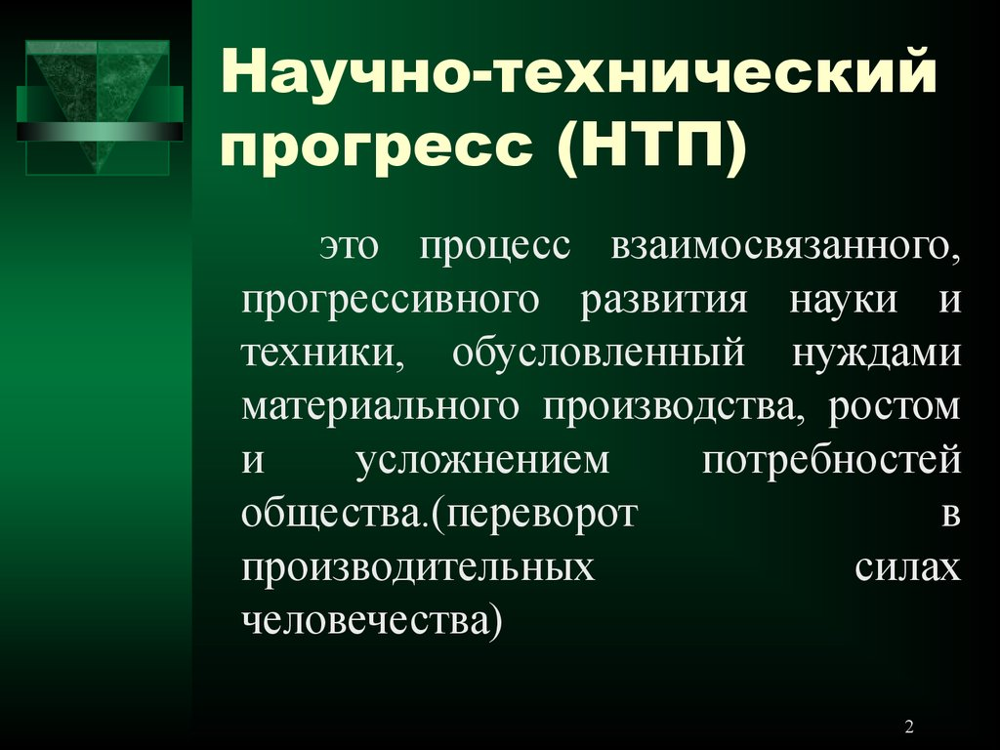 Научно-технический
прогресс (НТП)
это процесс взаимосвязанного,
прогрессивного развития науки и
техники, обусловленный нуждами
материального производства, ростом
и усложнением потребностей
общества.(переворот в
производительных силах
человечества)
2